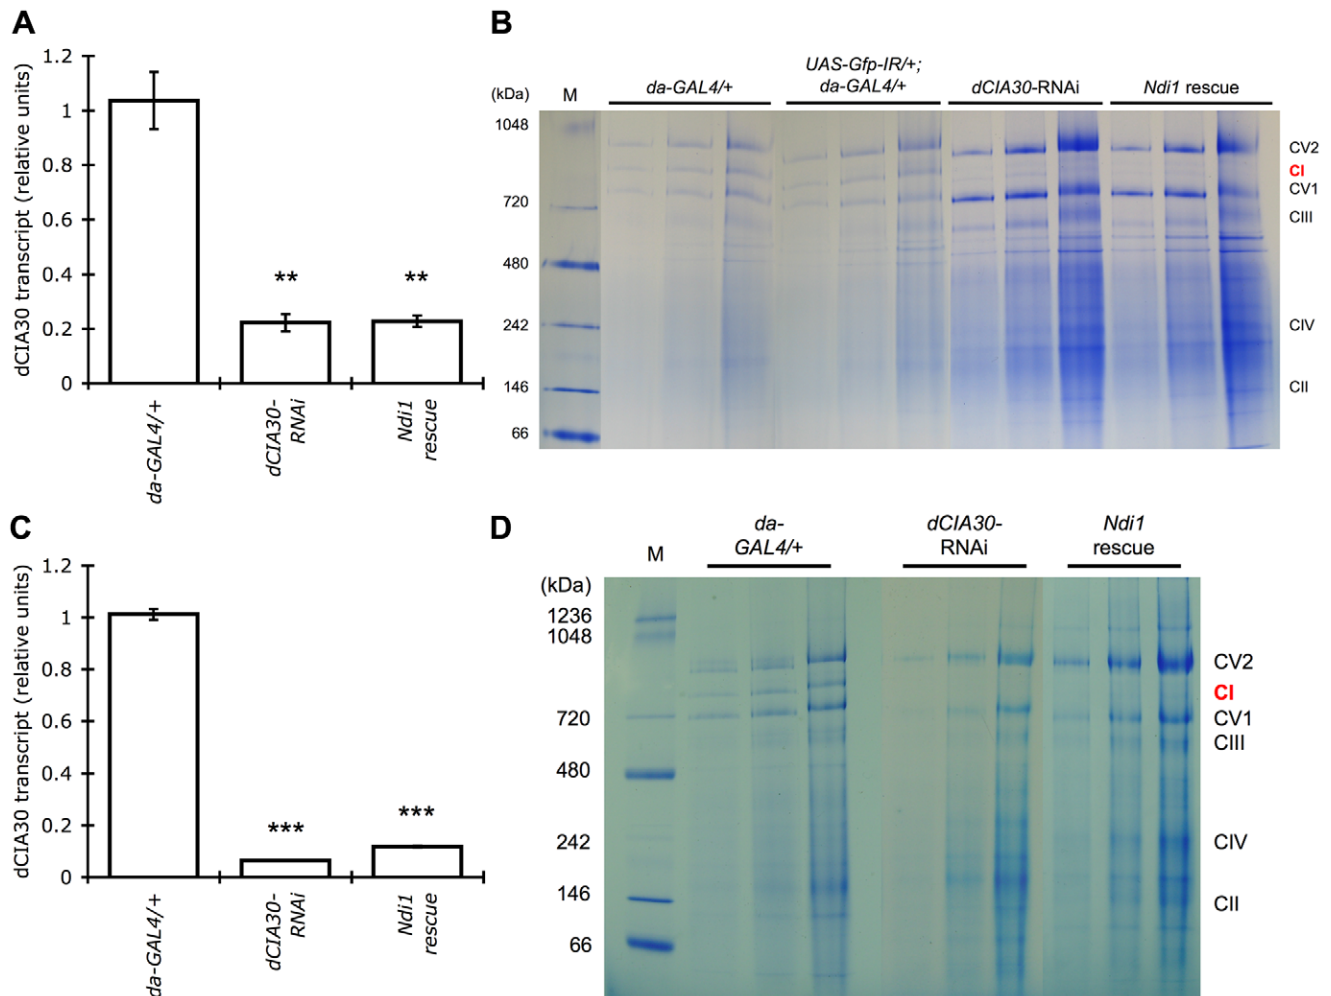 A
dCIA30 transcript (relative units)
1.2
1
0.8
0.6
0.4
0.2
0
**
**
da-GAL4/+
dCIA30-
RNAi
Ndi1
rescue
B
(kDa)
M
da-GAL4/+
UAS-Gfp-IR/+;
da-GAL4/+
dCIA30-RNAi
Ndi1 rescue
1048
720
480
242
146
66
CV2
CI
CV1
CIII
CIV
CII
C
dCIA30 transcript (relative units)
1.2
1
0.8
0.6
0.4
0.2
0
***
***
da-GAL4/+
dCIA30-
RNAi
Ndi1
rescue
D
(kDa)
M
da-
GAL4/+
dCIA30-
RNAi
Ndi1
rescue
1236
1048
720
480
242
146
66
CV2
CI
CV1
CIII
CIV
CII